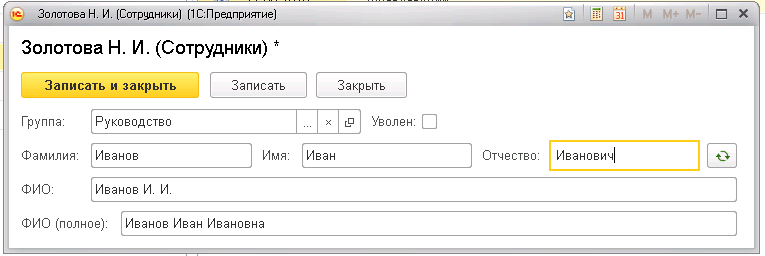 Золотова Н. И. (Сотрудники) (1С:Предприятие)
31 M M+ M-
Золотова Н. И. (Сотрудники) *
Записать и закрыть Записать Закрыть
Группа: Руководство ... × Уволен:
Фамилия: Иванов Имя: Иван Отчество: Иванович
ФИО: Иванов И. И.
ФИО (полное): Иванов Иван Ивановна